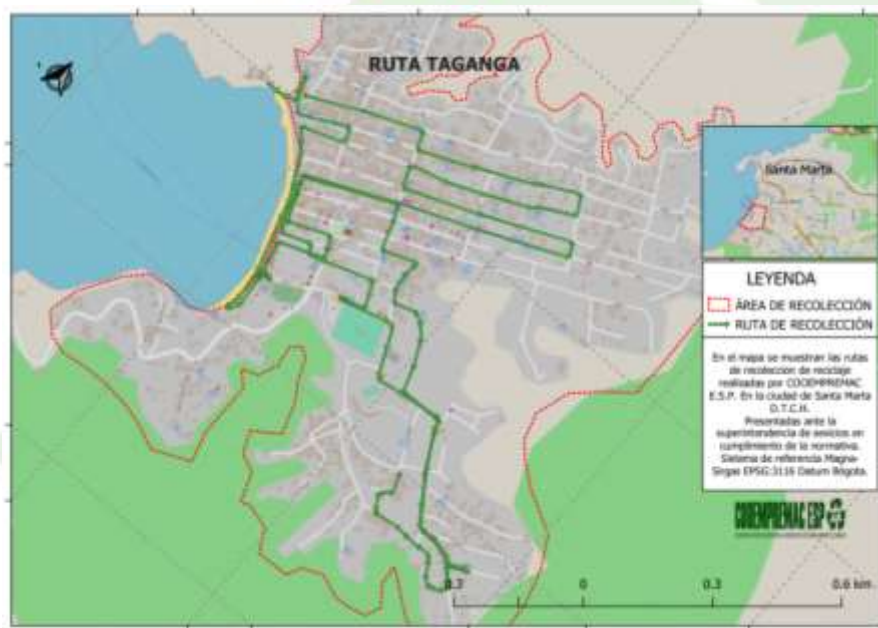 RUTA TAGANGA
Santa Marta
LEYENDA
ÁREA DE RECOLECCIÓN
RUTA DE RECOLECCIÓN
En el mapa se muestran las rutas
de recolección de reciclaje
realizadas por COOEMPREMAC
E.S.P. En la ciudad de Santa Marta
D.T.C.H.
Presentadas ante la
superintendencia de sevicios en
cumplimiento de la normativa.
Sistema de referencia Magna-
Sirgas EPSG:3116 Datum Bogota.
COOEMPREMAC ESP
0.3 0 0.3 0.6 km